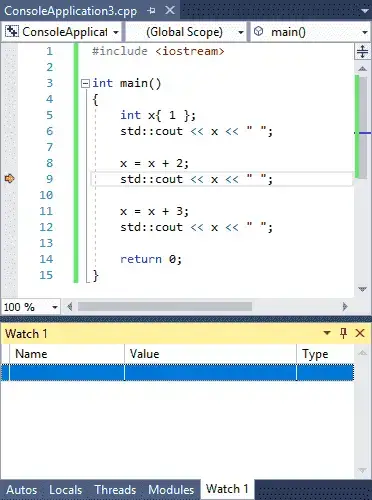 ConsoleApplication3.cpp
ConsoleApplicat (Global Scope) main()
1 #include <iostream>
2
3 int main()
4 {
5 int x{ 1 };
6 std::cout << x << " ";
7
8 x = x + 2;
9 std::cout << x << " ";
10
11 x = x + 3;
12 std::cout << x << " ";
13
14 return 0;
15 }
100 %
Watch 1
Name Value Type
Autos Locals Threads Modules Watch 1